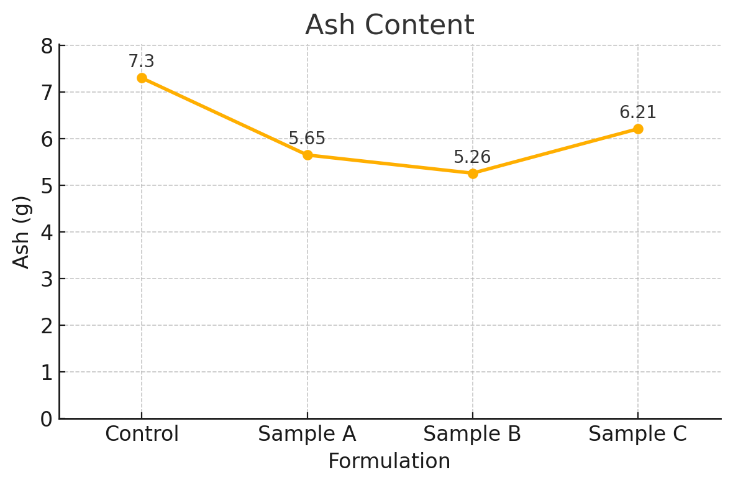 Ash Content
8
7
6
5
4
3
2
1
0
Ash (g)
7.3
5.65
5.26
6.21
Control
Sample A
Sample B
Sample C
Formulation